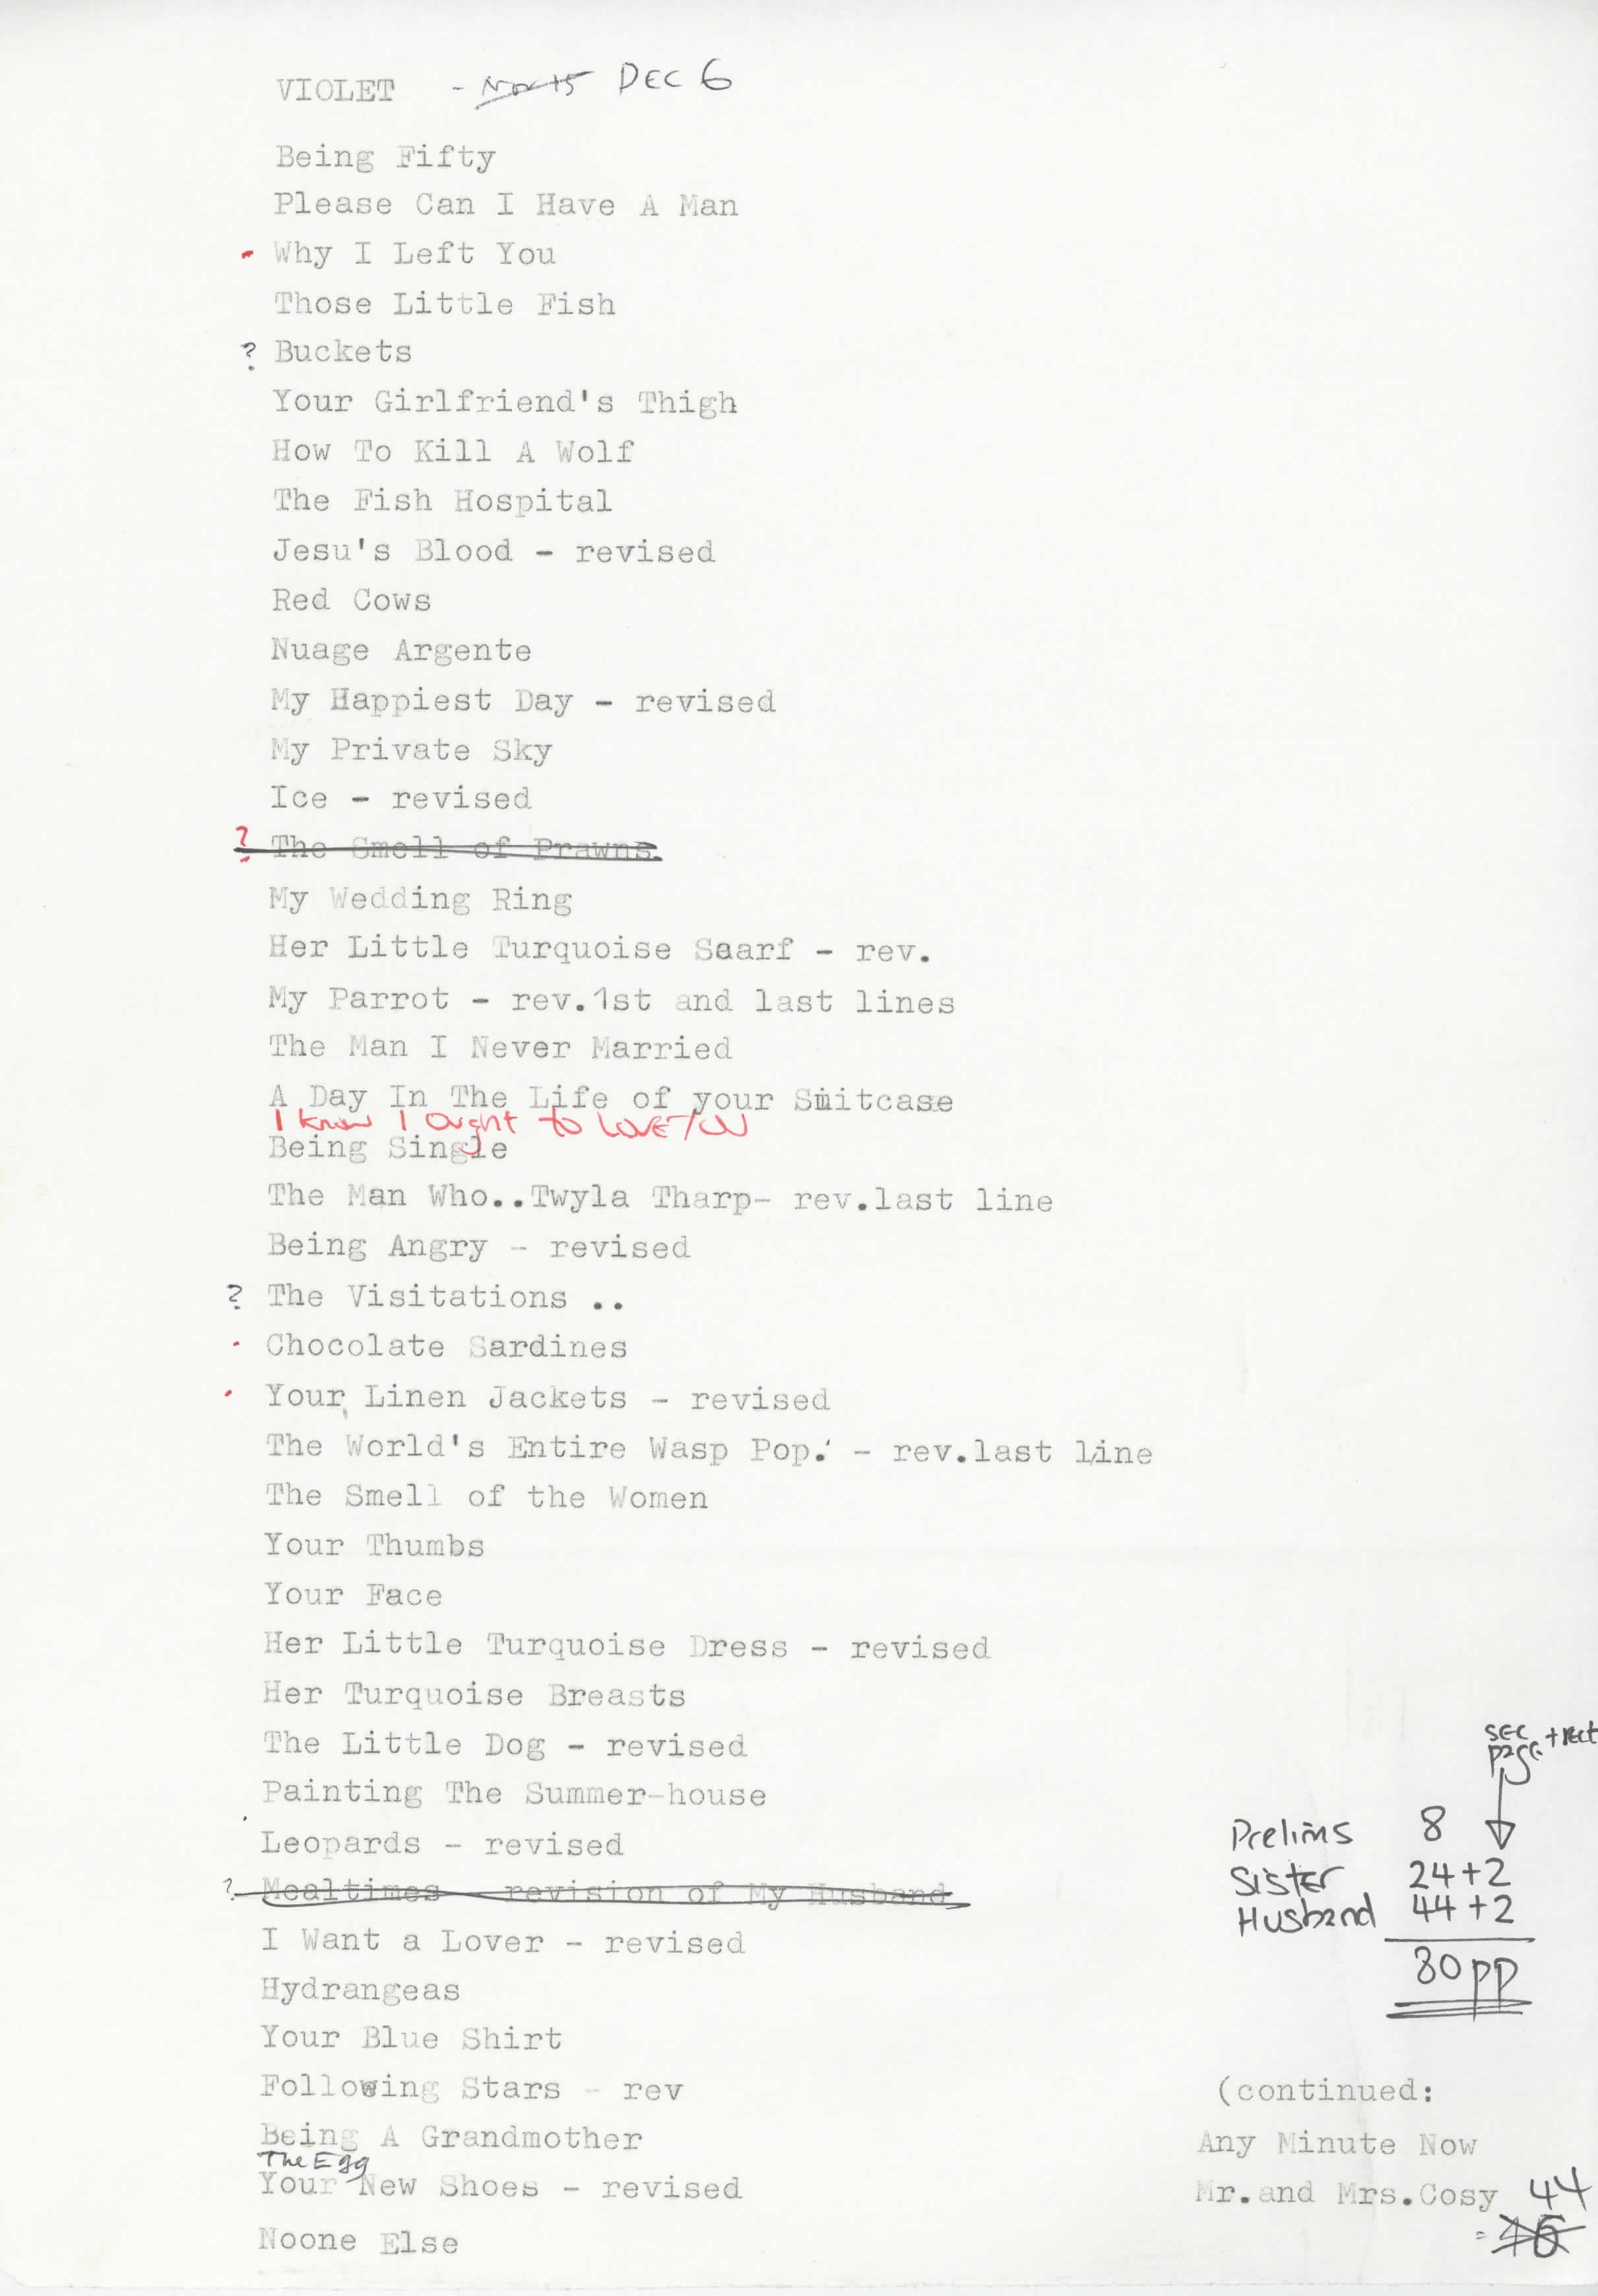 VIOLET - Nov 15 DEC 6
Being Fifty
Please Can I Have A Man
- Why I Left You
Those Little Fish
? Buckets
Your Girlfriend's Thigh
How To Kill A Wolf
The Fish Hospital
Jesu's Blood - revised
Red Cows
Nuage Argente
My Happiest Day - revised
My Private Sky
Ice - revised
? The Smell of Prawns
My Wedding Ring
Her Little Turquoise Scarf - rev.
My Parrot - rev.1st and last lines
The Man I Never Married
A Day In The Life of your Suitcase
I know I Ought to LOVE YOU
Being Single
The Man Who..Twyla Tharp- rev.last line
Being Angry - revised
? The Visitations ..
Chocolate Sardines
Your Linen Jackets - revised
The World's Entire Wasp Pop. - rev.last line
The Smell of the Women
Your Thumbs
Your Face
Her Little Turquoise Dress - revised
Her Turquoise Breasts
The Little Dog - revised
Painting The Summer-house
Leopards - revised
? Mealtimes - revision of My Husband
I Want a Lover - revised
Hydrangeas
Your Blue Shirt
Following Stars - rev
Being A Grandmother
The Egg
Your New Shoes - revised
Noone Else
SEC
page
Prelims 8
Sister 24+2
Husband 44+2
80pp
(continued:
Any Minute Now
Mr.and Mrs.Cosy 44
= 46